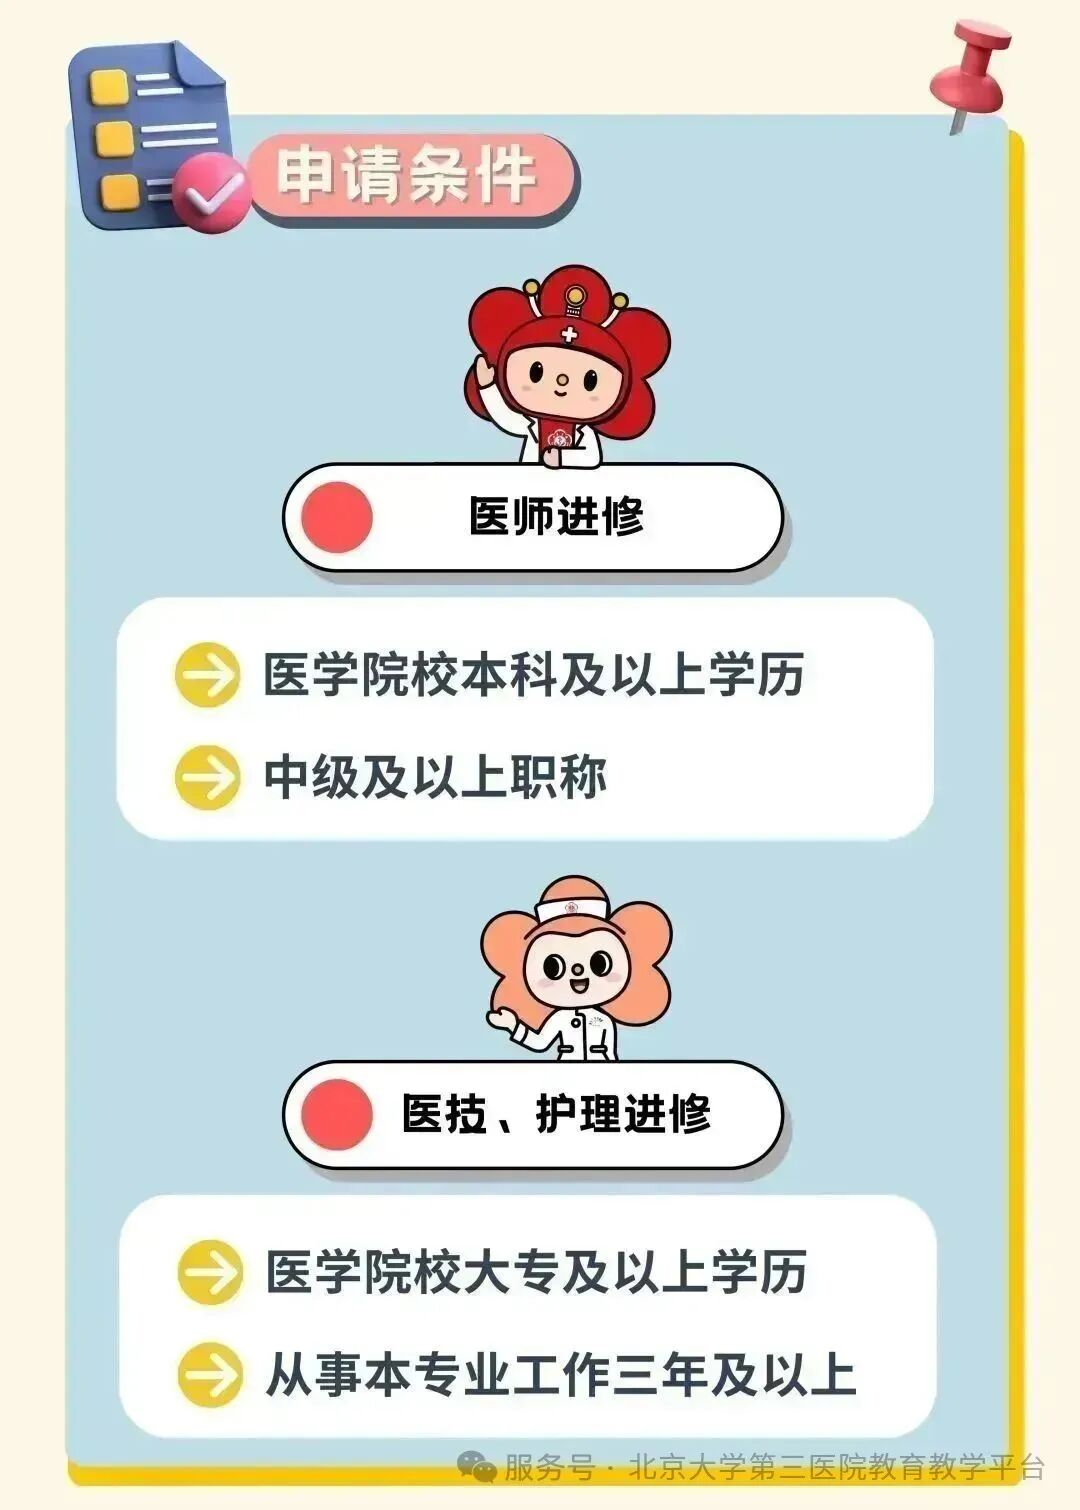 申请条件
医师进修
医学院校本科及以上学历
中级及以上职称
医技、护理进修
医学院校大专及以上学历
从事本专业工作三年及以上
服务号 · 北京大学第三医院教育教学平台